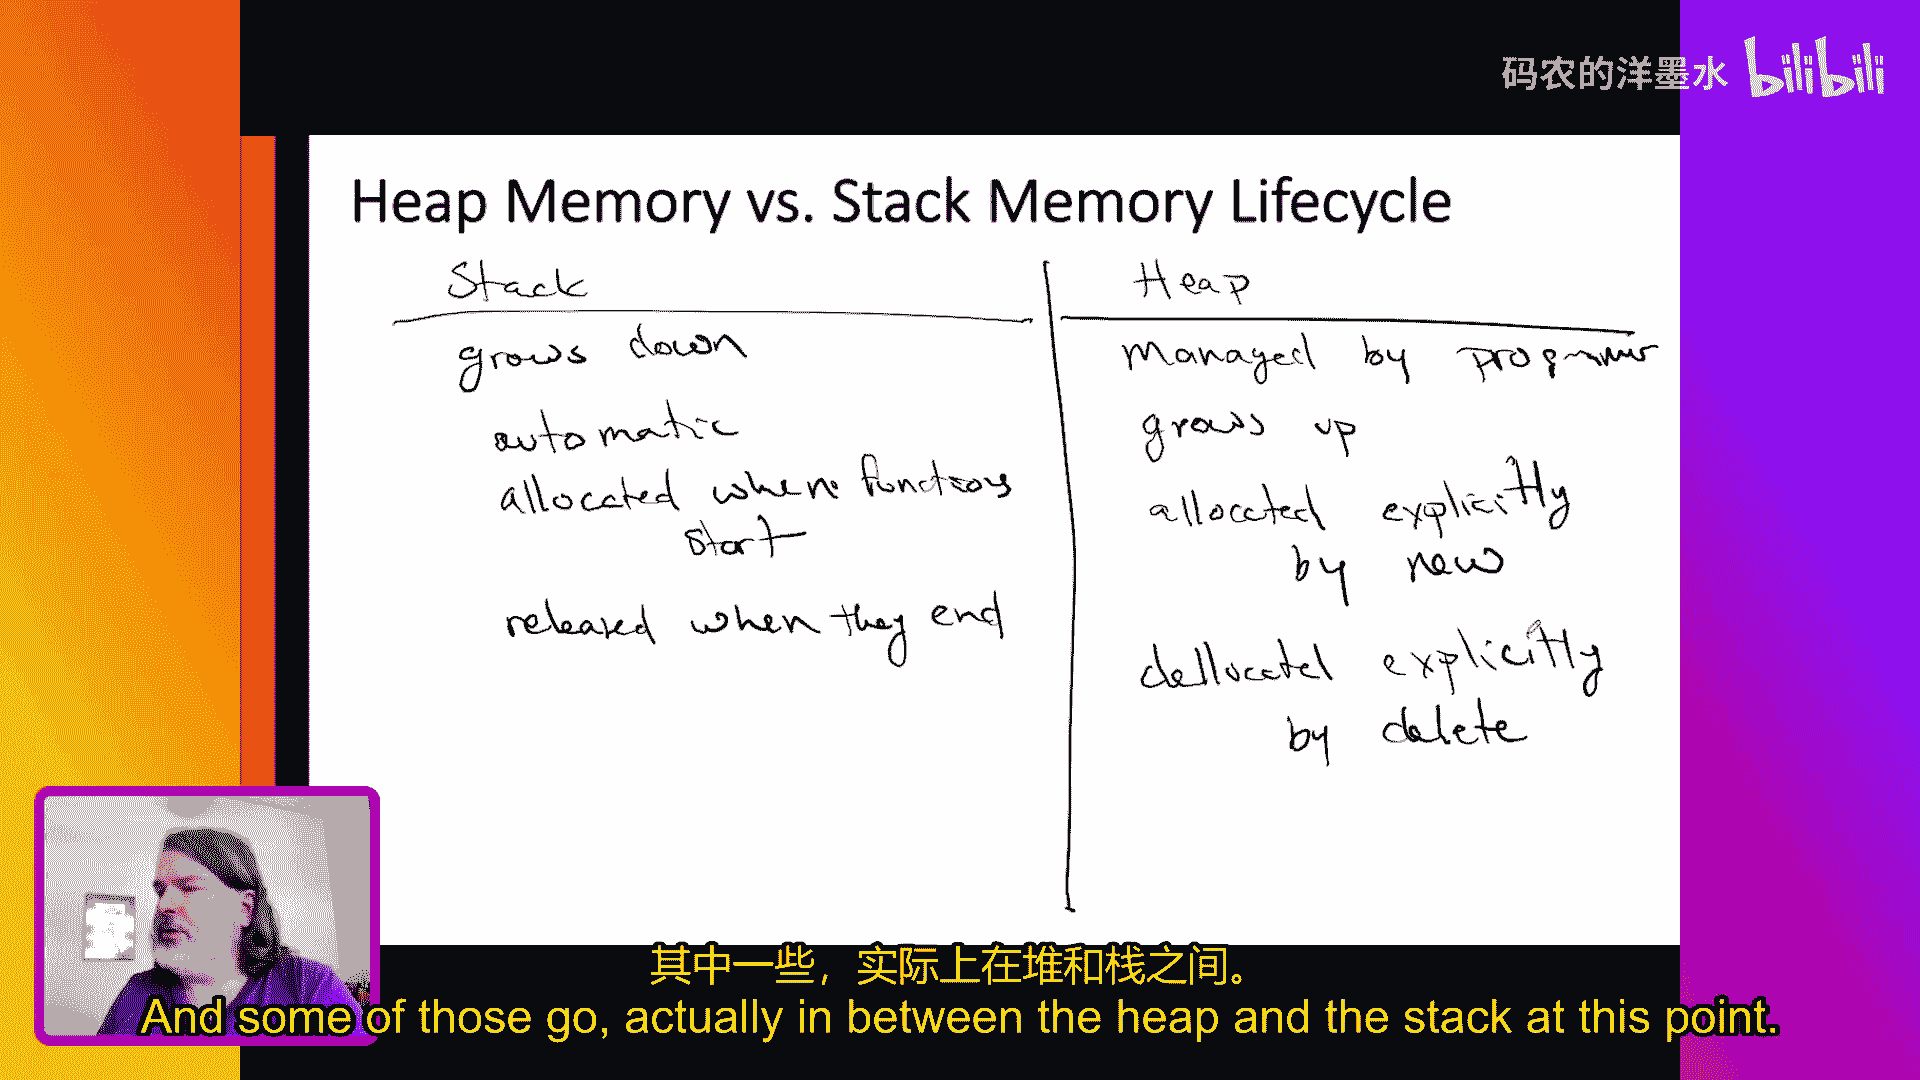 码农的洋墨水 bilibili
Heap Memory vs. Stack Memory Lifecycle
Stack
grows down
automatic
allocated when functions
start
released when they end
Heap
managed by
grows up
allocated explicitly
by new
dellocated explicitly
by delete
其中一些，实际上在堆和栈之间。
And some of those go, actually in between the heap and the stack at this point.